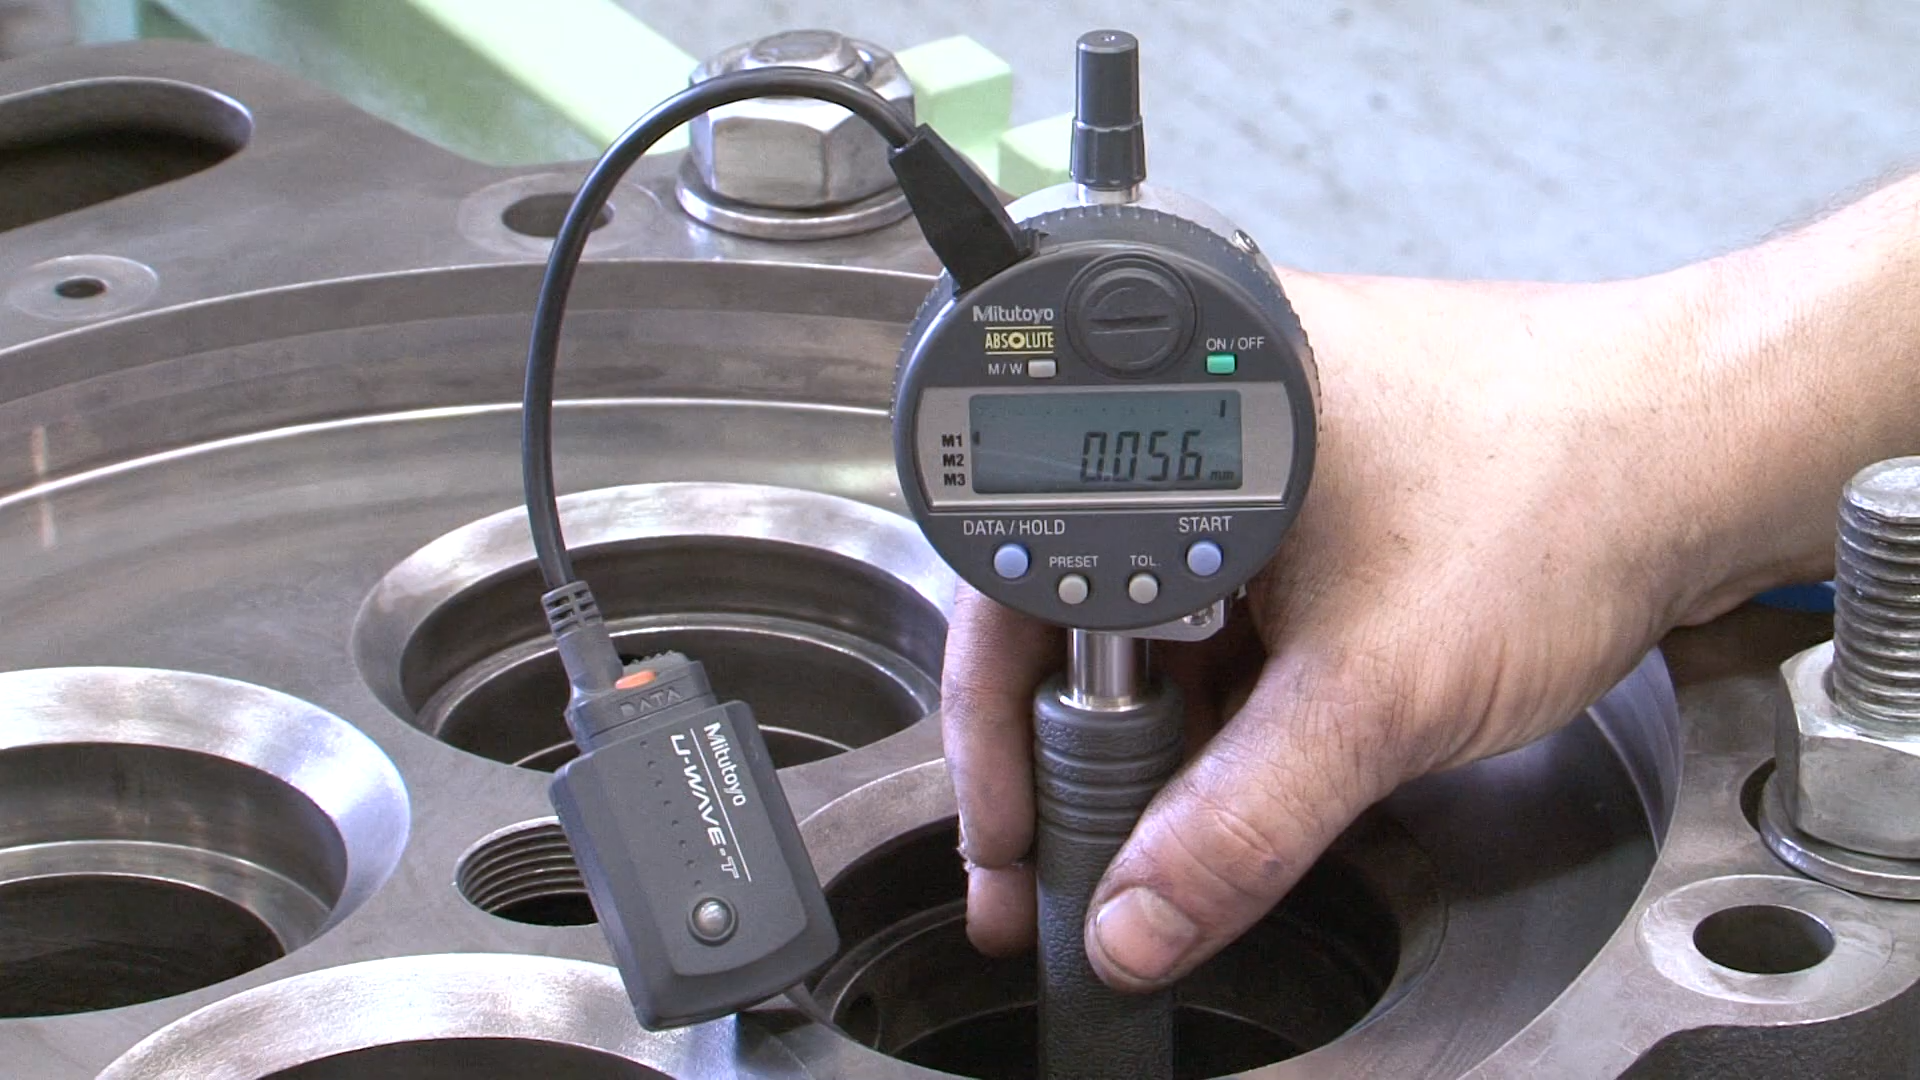 Mitutoyo
ABSOLUTE
M/W
ON / OFF
M1
M2
M3
0.056 mm
DATA / HOLD
START
PRESET
TOL.
DATA
Mitutoyo
U-WAVE-T